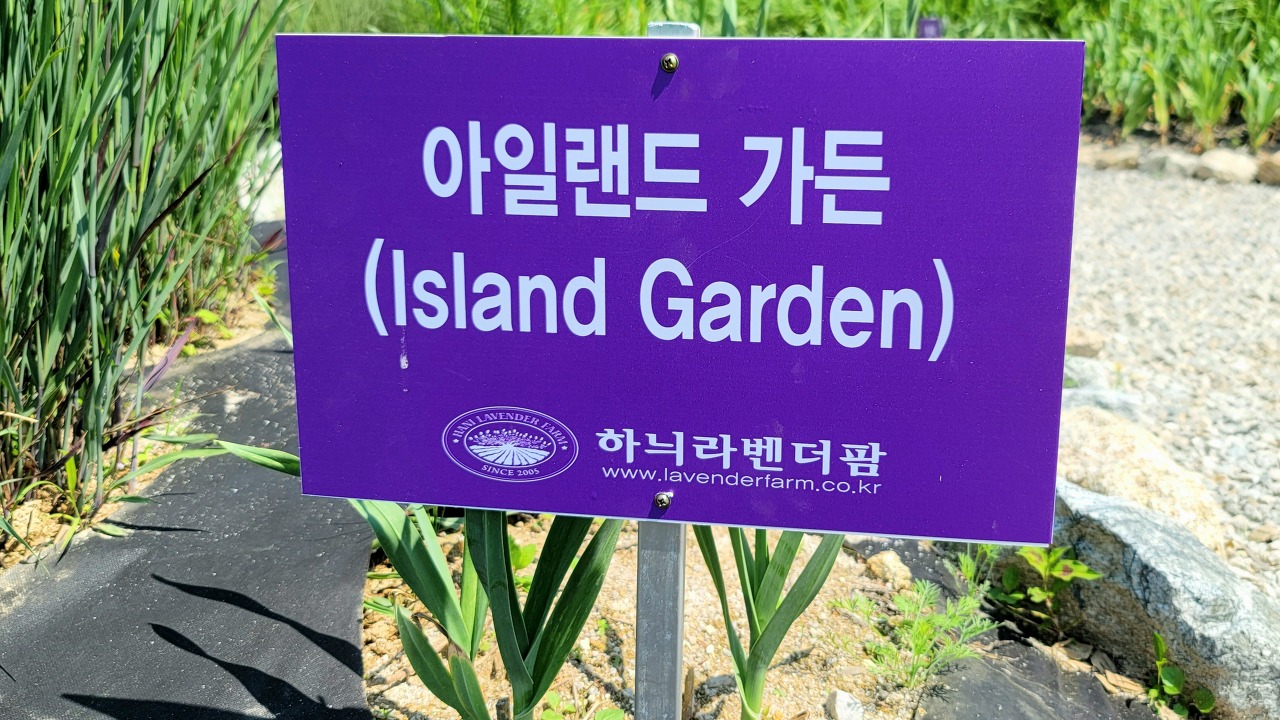 아일랜드 가든
(Island Garden)
HANI LAVENDER FARM
SINCE 2005
하늬라벤더팜
www.lavenderfarm.co.kr